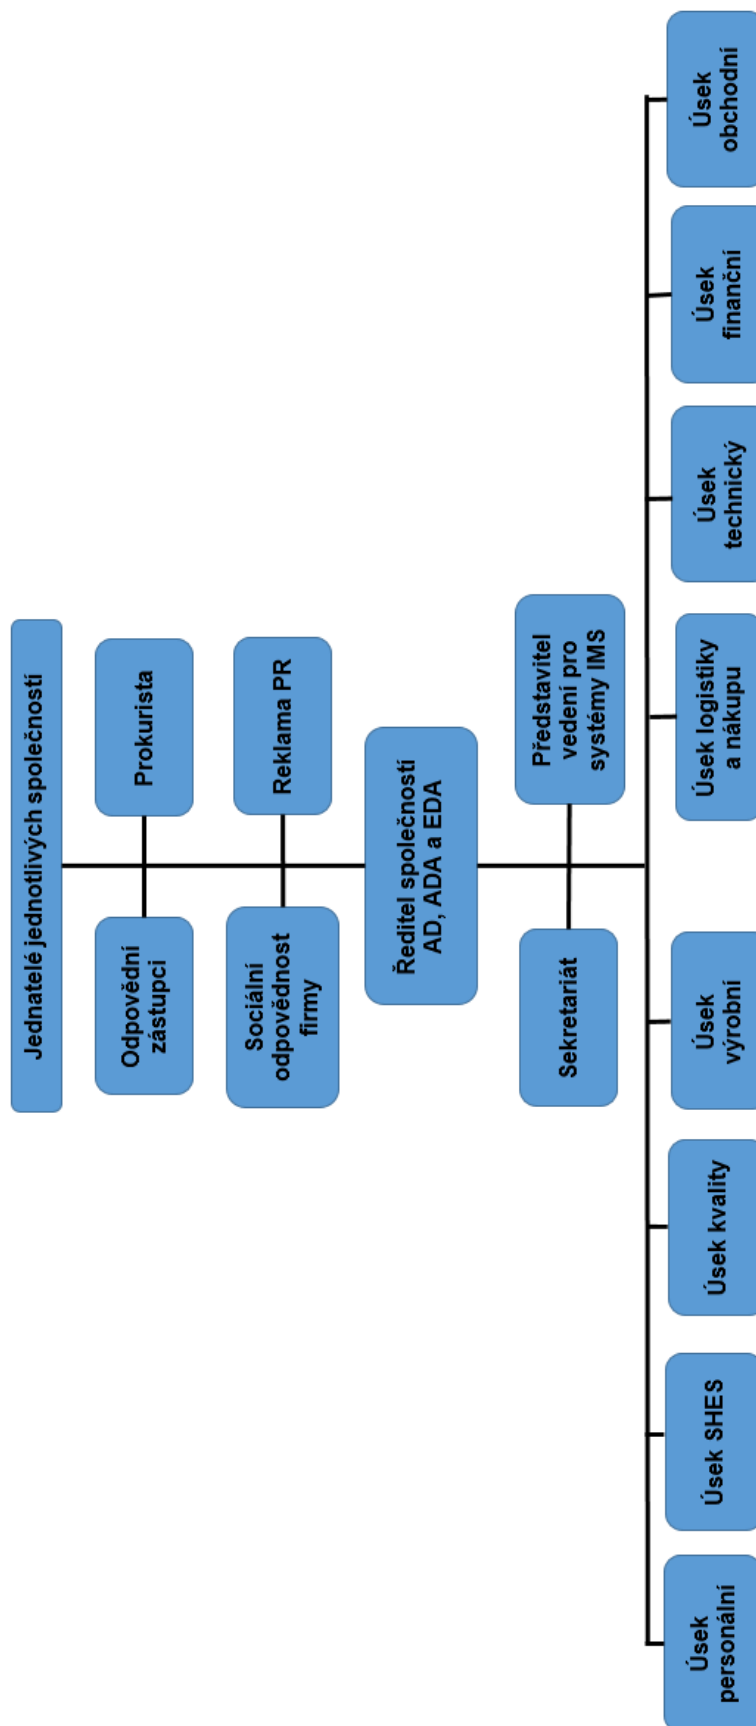 Jednatelé jednotlivých společností
Odpovědní
zástupci
Prokurista
Sociální
odpovědnost
firmy
Reklama PR
Ředitel společností
AD, ADA a EDA
Sekretariát
Představitel
vedení pro
systémy IMS
Úsek
personální
Úsek SHES
Úsek kvality
Úsek
výrobní
Úsek logistiky
a nákupu
Úsek
technický
Úsek
finanční
Úsek
obchodní